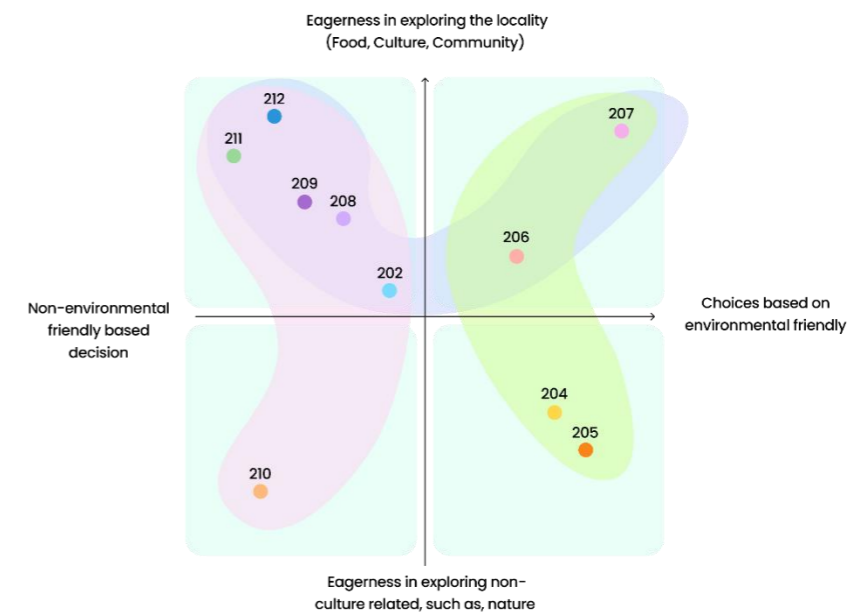 Eagerness in exploring the locality
(Food, Culture, Community)
212
207
211
209
208
206
202
Non-environmental
friendly based
decision
Choices based on
environmental friendly
204
205
210
Eagerness in exploring non-
culture related, such as, nature